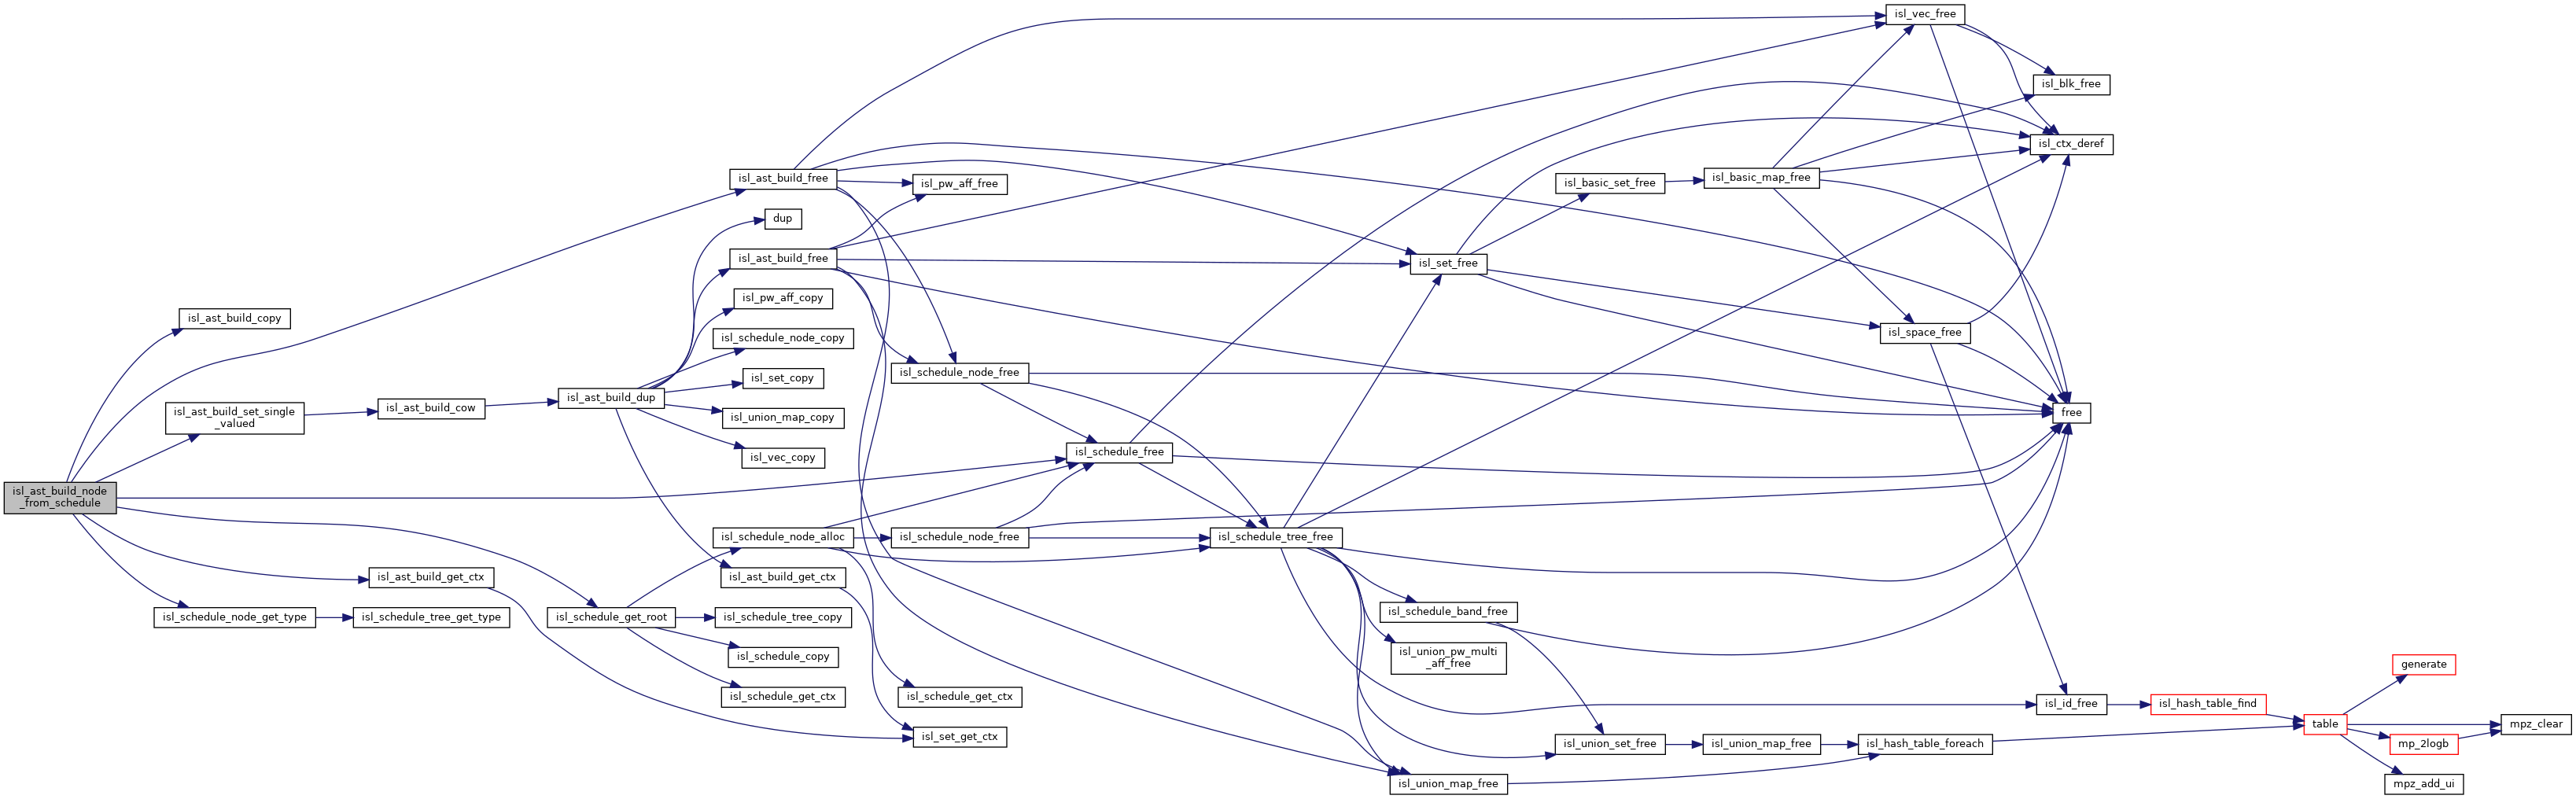 isl_ast_build_node
_from_schedule
isl_ast_build_copy
isl_ast_build_set_single
_valued
isl_schedule_node_get_type
isl_ast_build_cow
isl_ast_build_get_ctx
isl_schedule_tree_get_type
isl_ast_build_dup
isl_schedule_get_root
isl_ast_build_free
dup
isl_ast_build_free
isl_pw_aff_copy
isl_schedule_node_copy
isl_set_copy
isl_union_map_copy
isl_vec_copy
isl_schedule_node_alloc
isl_ast_build_get_ctx
isl_schedule_tree_copy
isl_schedule_copy
isl_schedule_get_ctx
isl_pw_aff_free
isl_schedule_node_free
isl_schedule_node_free
isl_schedule_get_ctx
isl_set_get_ctx
isl_schedule_free
isl_schedule_tree_free
isl_set_free
isl_schedule_band_free
isl_union_pw_multi
_aff_free
isl_union_map_free
isl_basic_set_free
isl_union_set_free
isl_basic_map_free
isl_union_map_free
isl_vec_free
isl_space_free
isl_hash_table_foreach
isl_blk_free
isl_ctx_deref
free
isl_id_free
isl_hash_table_find
table
generate
mp_2logb
mpz_add_ui
mpz_clear